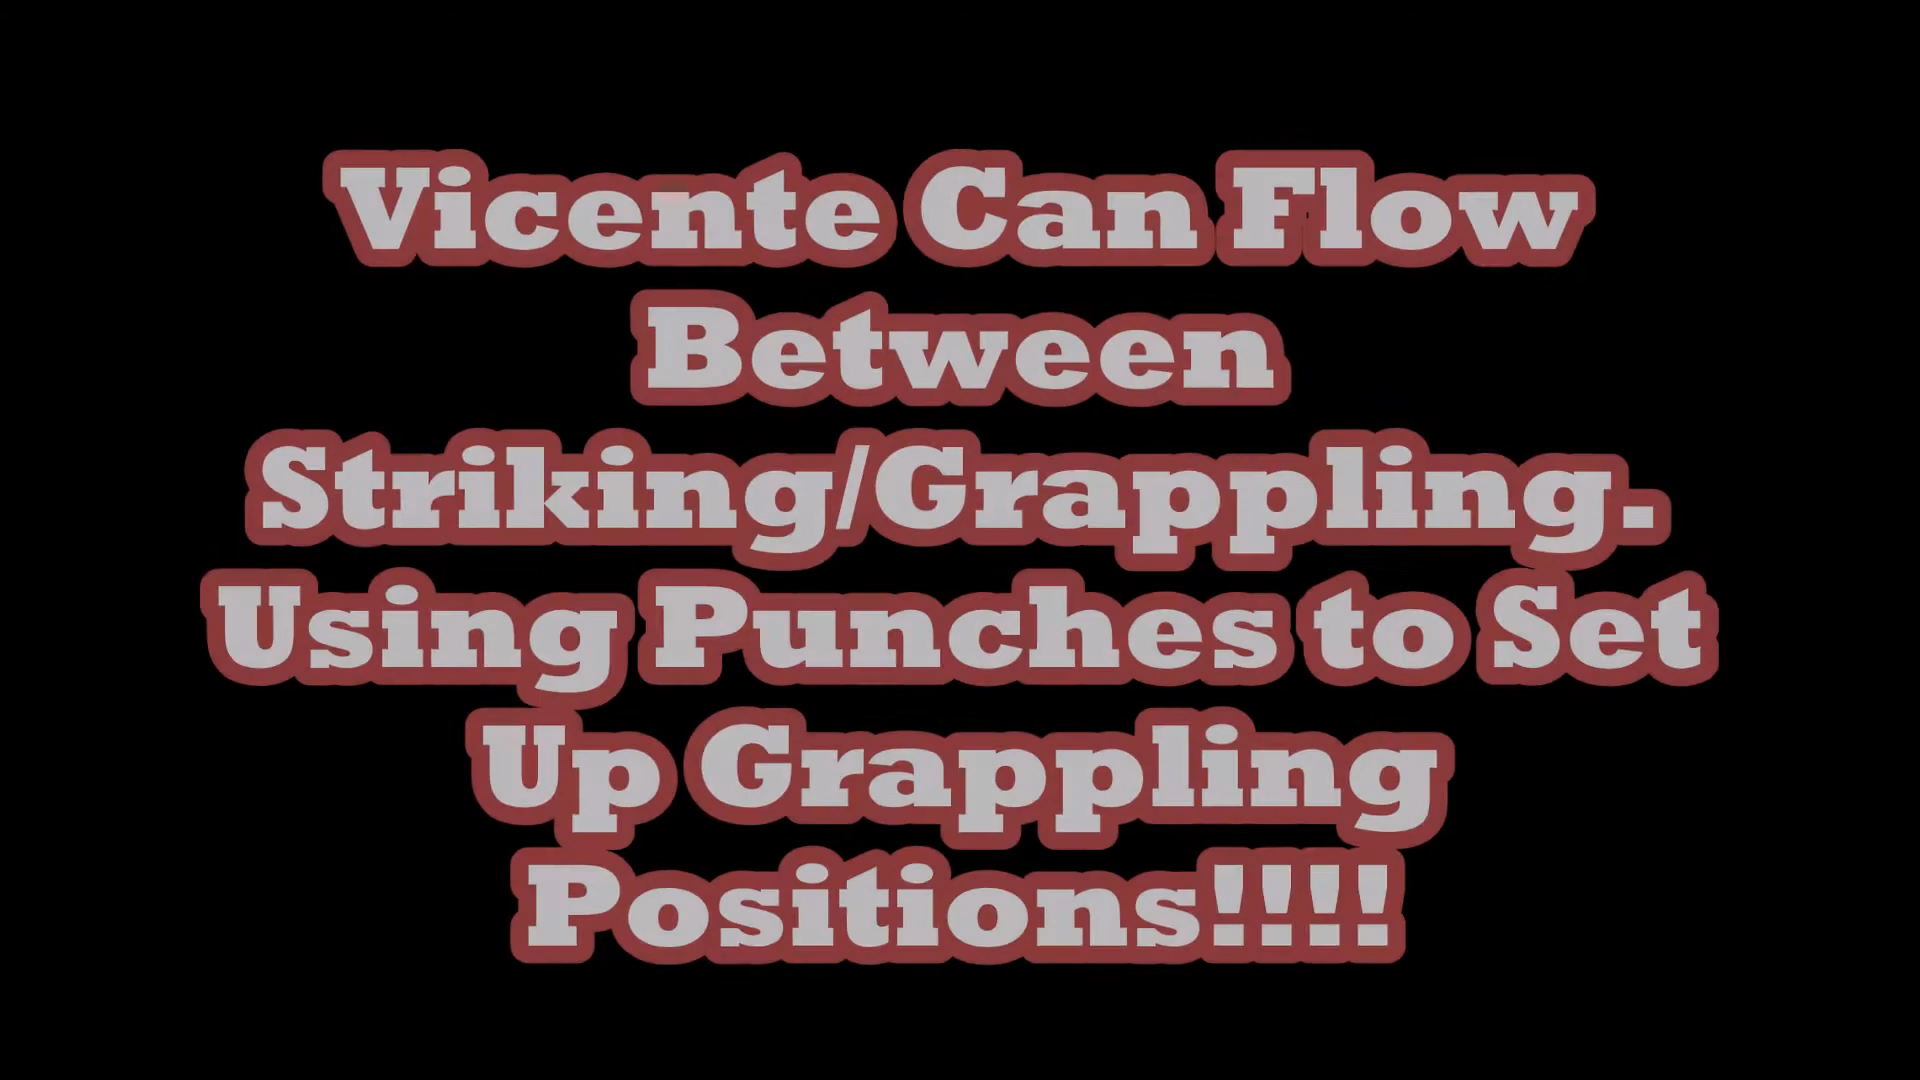 Vicente Can Flow
Between
Striking/Grappling.
Using Punches to Set
Up Grappling
Positions!!!!